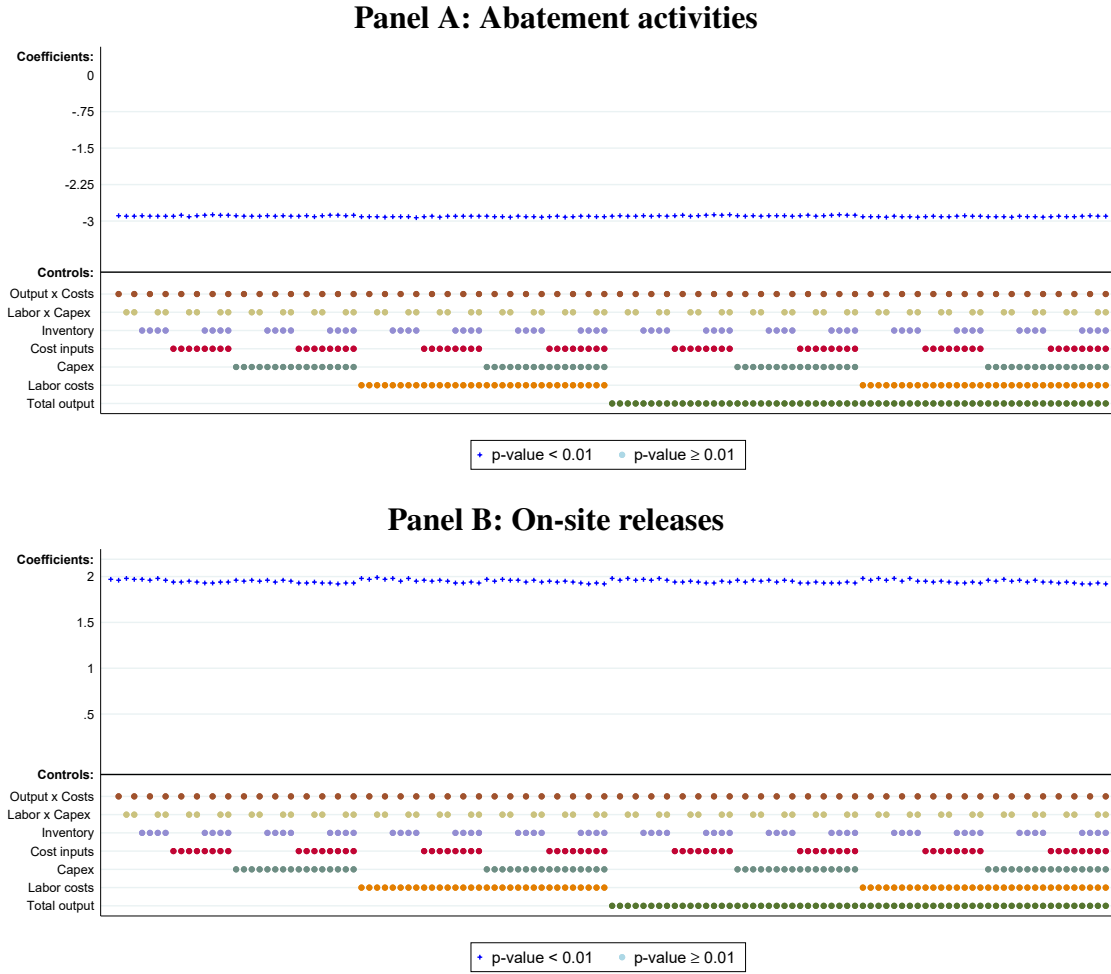 Panel A: Abatement activities
Coefficients:
0
-.75
-1.5
-2.25
-3
Controls:
Output x Costs
Labor x Capex
Inventory
Cost inputs
Capex
Labor costs
Total output
p-value < 0.01 p-value ≥ 0.01
Panel B: On-site releases
Coefficients:
2
1.5
1
.5
Controls:
Output x Costs
Labor x Capex
Inventory
Cost inputs
Capex
Labor costs
Total output
p-value < 0.01 p-value ≥ 0.01